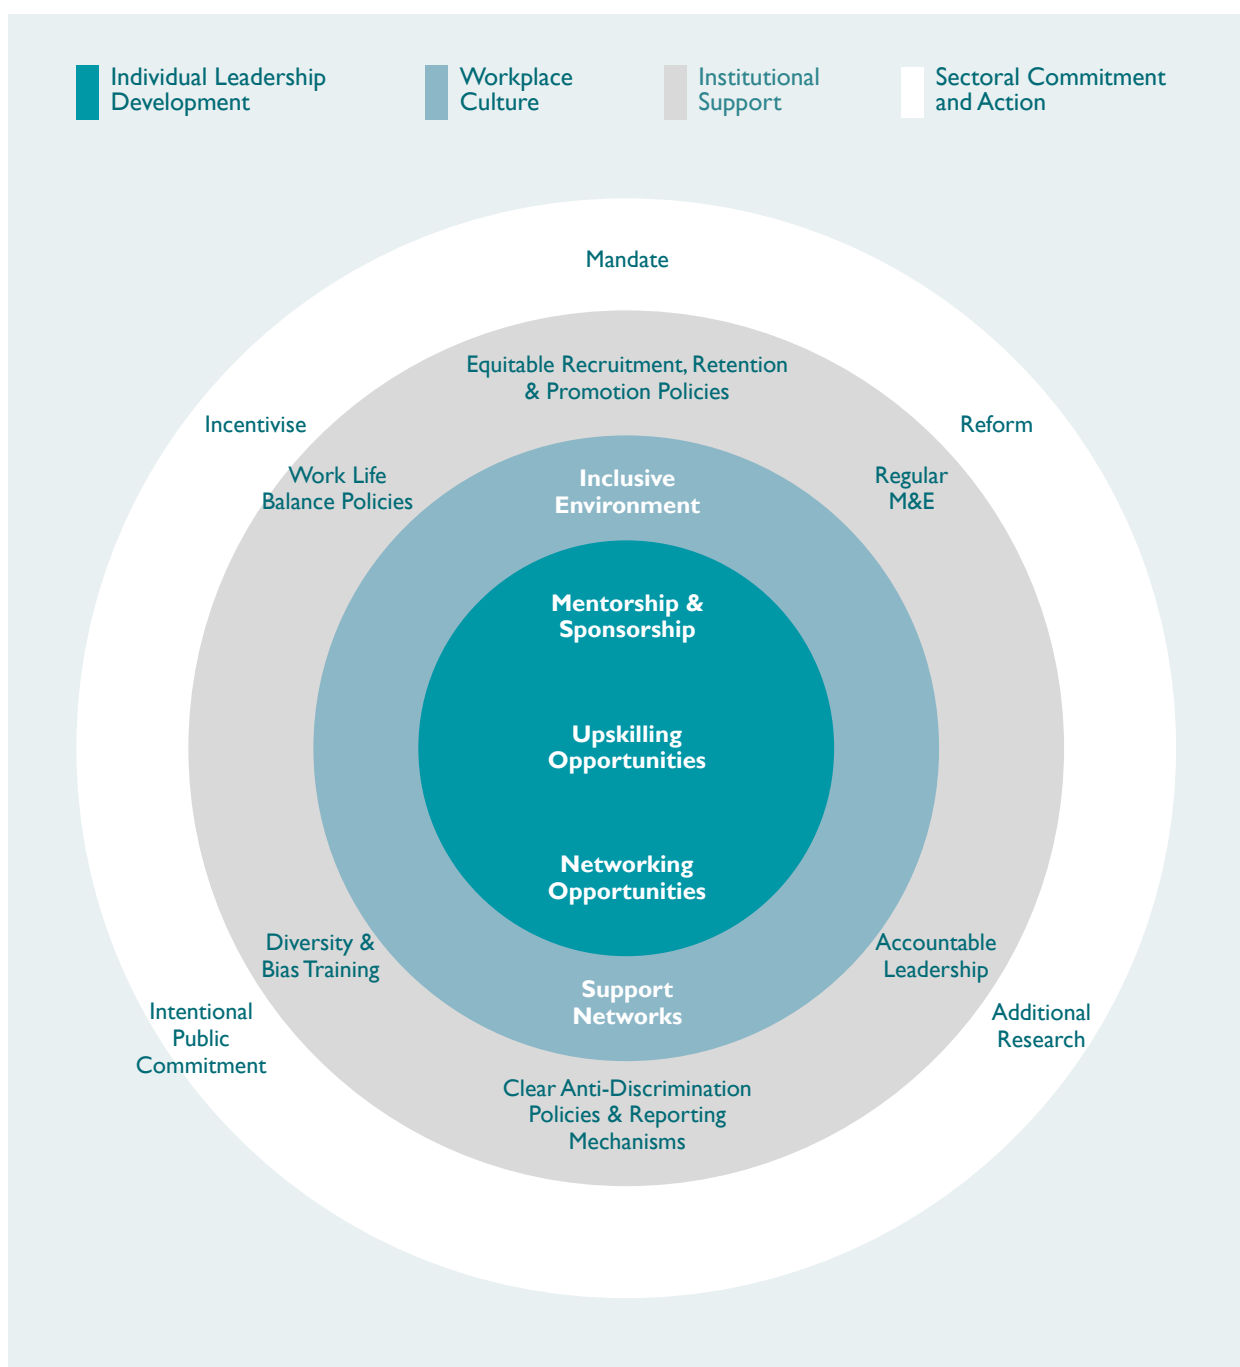 Individual Leadership
Development
Workplace
Culture
Institutional
Support
Sectoral Commitment
and Action
Mandate
Equitable Recruitment, Retention
& Promotion Policies
Incentivise
Reform
Work Life
Balance Policies
Inclusive
Environment
Regular
M&E
Mentorship &
Sponsorship
Upskilling
Opportunities
Networking
Opportunities
Diversity &
Bias Training
Accountable
Leadership
Support
Networks
Intentional
Public
Commitment
Additional
Research
Clear Anti-Discrimination
Policies & Reporting
Mechanisms